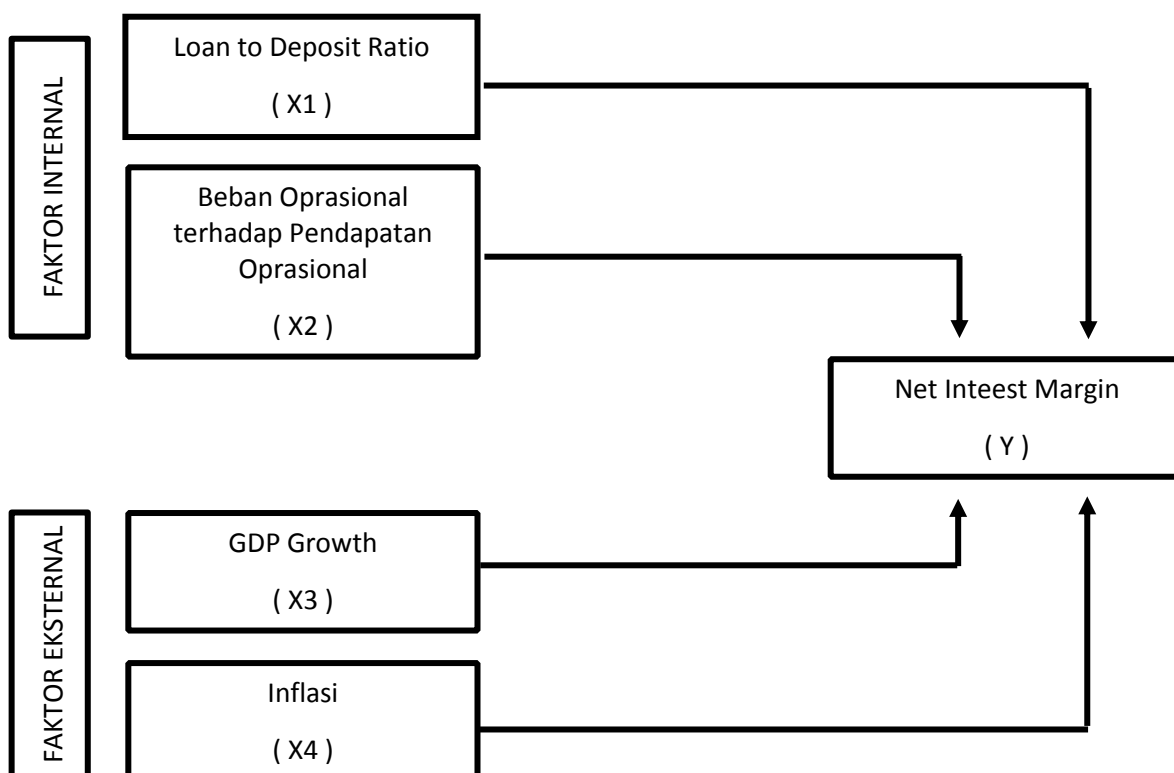 FAKTOR INTERNAL
Loan to Deposit Ratio
( X1 )
Beban Oprasional
terhadap Pendapatan
Oprasional
( X2 )
Net Inteest Margin
( Y )
FAKTOR EKSTERNAL
GDP Growth
( X3 )
Inflasi
( X4 )